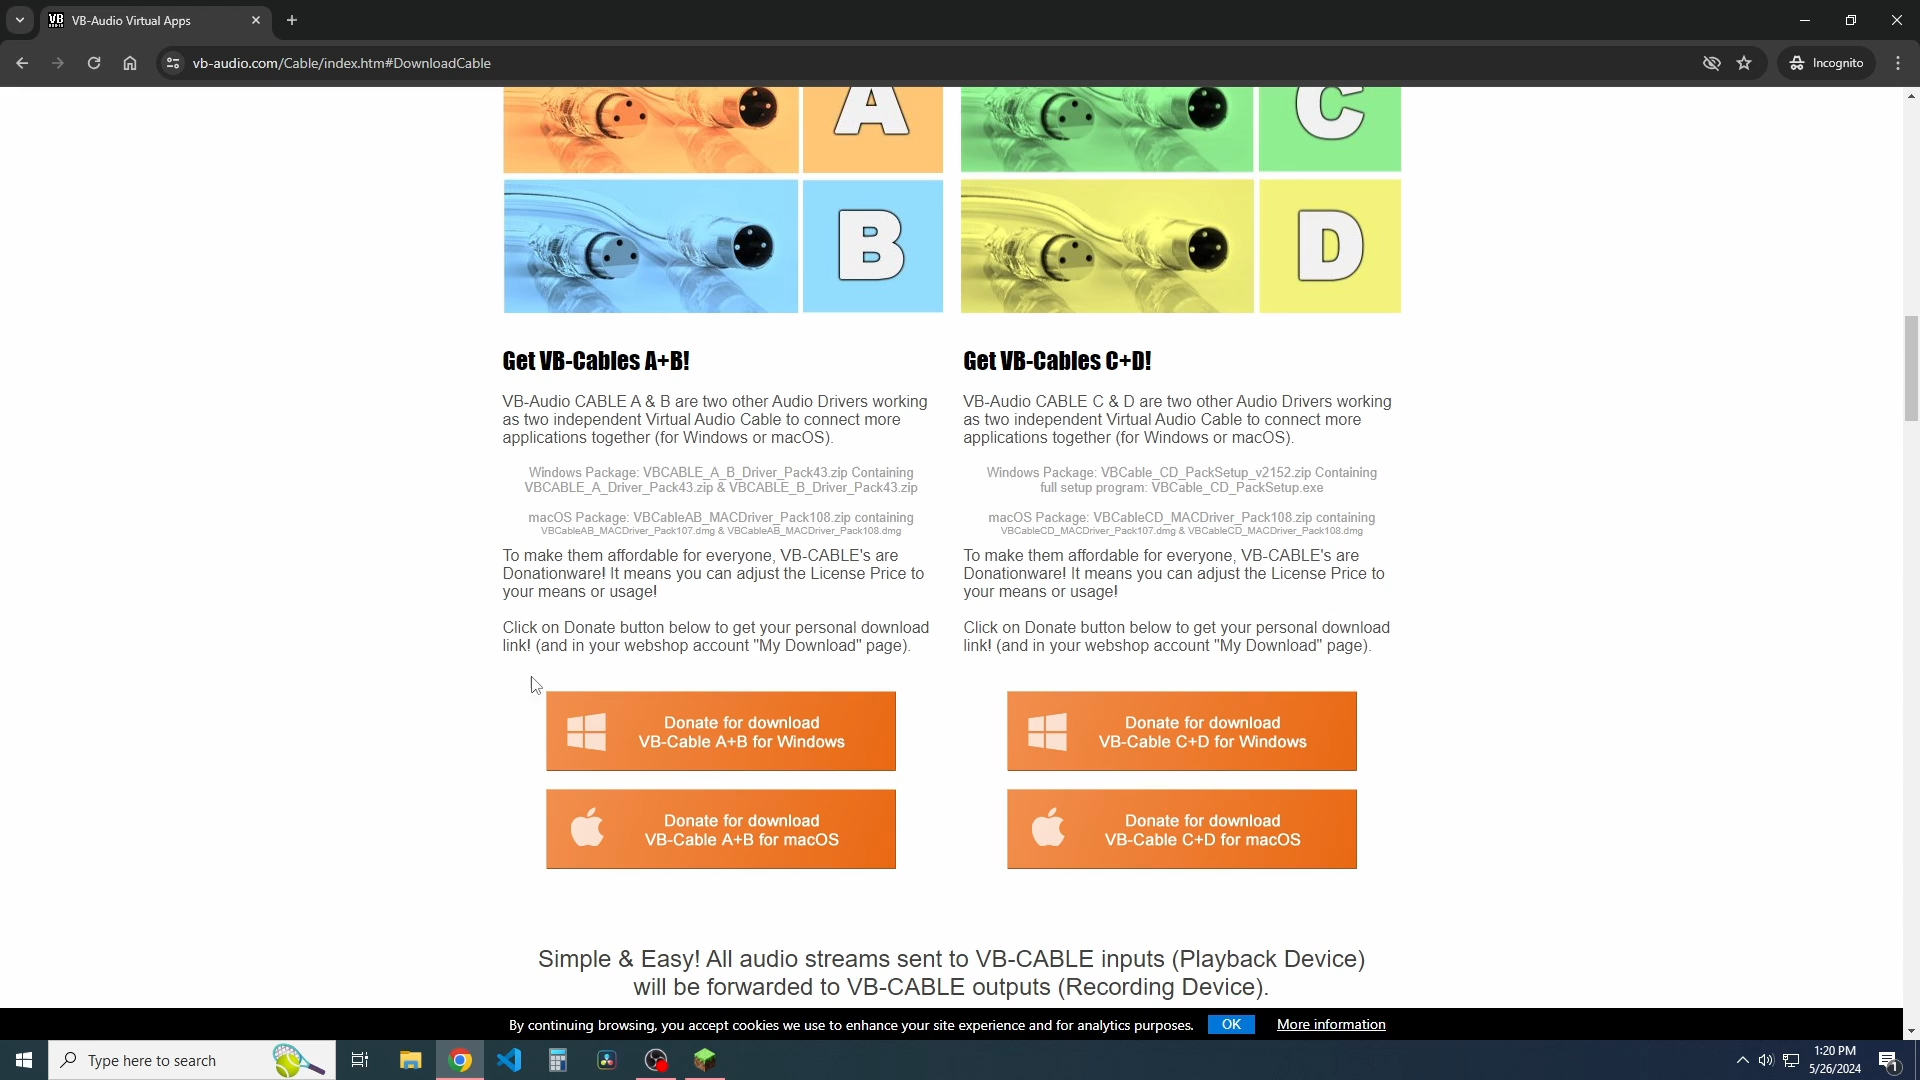 VB-Audio Virtual Apps
vb-audio.com/Cable/index.htm#DownloadCable
Incognito
A
C
B
D
Get VB-Cables A+B!
VB-Audio CABLE A & B are two other Audio Drivers working
as two independent Virtual Audio Cable to connect more
applications together (for Windows or macOS).
Windows Package: VBCABLE_A_B_Driver_Pack43.zip Containing
VBCABLE_A_Driver_Pack43.zip & VBCABLE_B_Driver_Pack43.zip
macOS Package: VBCableAB_MACDriver_Pack108.zip containing
VBCableAB_MACDriver_Pack107.dmg & VBCableAB_MACDriver_Pack108.dmg
To make them affordable for everyone, VB-CABLE's are
Donationware! It means you can adjust the License Price to
your means or usage!
Click on Donate button below to get your personal download
link! (and in your webshop account "My Download" page).
Donate for download
VB-Cable A+B for Windows
Donate for download
VB-Cable A+B for macOS
Get VB-Cables C+D!
VB-Audio CABLE C & D are two other Audio Drivers working
as two independent Virtual Audio Cable to connect more
applications together (for Windows or macOS).
Windows Package: VBCable_CD_PackSetup_v2152.zip Containing
full setup program: VBCable_CD_PackSetup.exe
macOS Package: VBCableCD_MACDriver_Pack108.zip containing
VBCableCD_MACDriver_Pack107.dmg & VBCableCD_MACDriver_Pack108.dmg
To make them affordable for everyone, VB-CABLE's are
Donationware! It means you can adjust the License Price to
your means or usage!
Click on Donate button below to get your personal download
link! (and in your webshop account "My Download" page).
Donate for download
VB-Cable C+D for Windows
Donate for download
VB-Cable C+D for macOS
Simple & Easy! All audio streams sent to VB-CABLE inputs (Playback Device)
will be forwarded to VB-CABLE outputs (Recording Device).
By continuing browsing, you accept cookies we use to enhance your site experience and for analytics purposes. OK More information
Type here to search
1:20 PM
5/26/2024
1